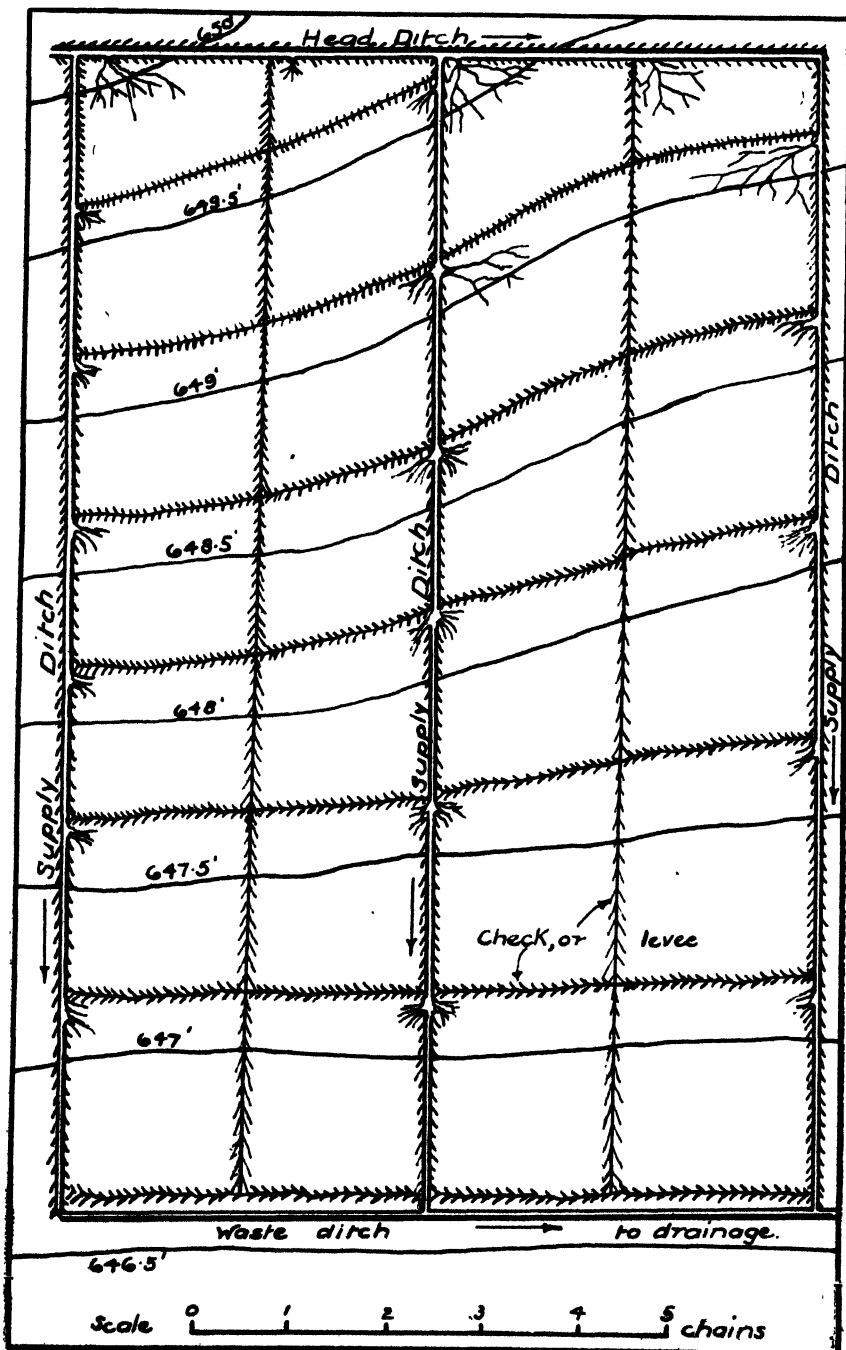 650'
Head Ditch
649.5'
649'
Ditch
648.5'
Ditch
Ditch
648'
Supply
Supply
Supply
647.5'
Check, or levee
647'
Waste ditch to drainage.
646.5'
Scale 0 1 2 3 4 5 chains